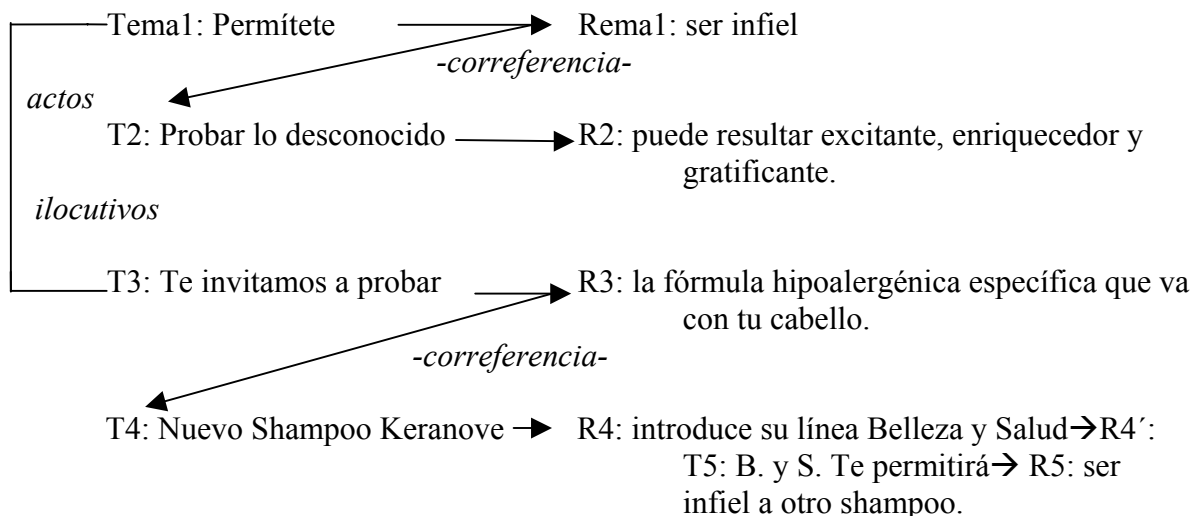 Tema1: Permítete Rema1: ser infiel
-correferencia-
actos
T2: Probar lo desconocido R2: puede resultar excitante, enriquecedor y
gratificante.
ilocutivos
T3: Te invitamos a probar R3: la fórmula hipoalergénica específica que va
con tu cabello.
-correferencia-
T4: Nuevo Shampoo Keranove R4: introduce su línea Belleza y Salud→R4´:
T5: B. y S. Te permitirá→ R5: ser
infiel a otro shampoo.